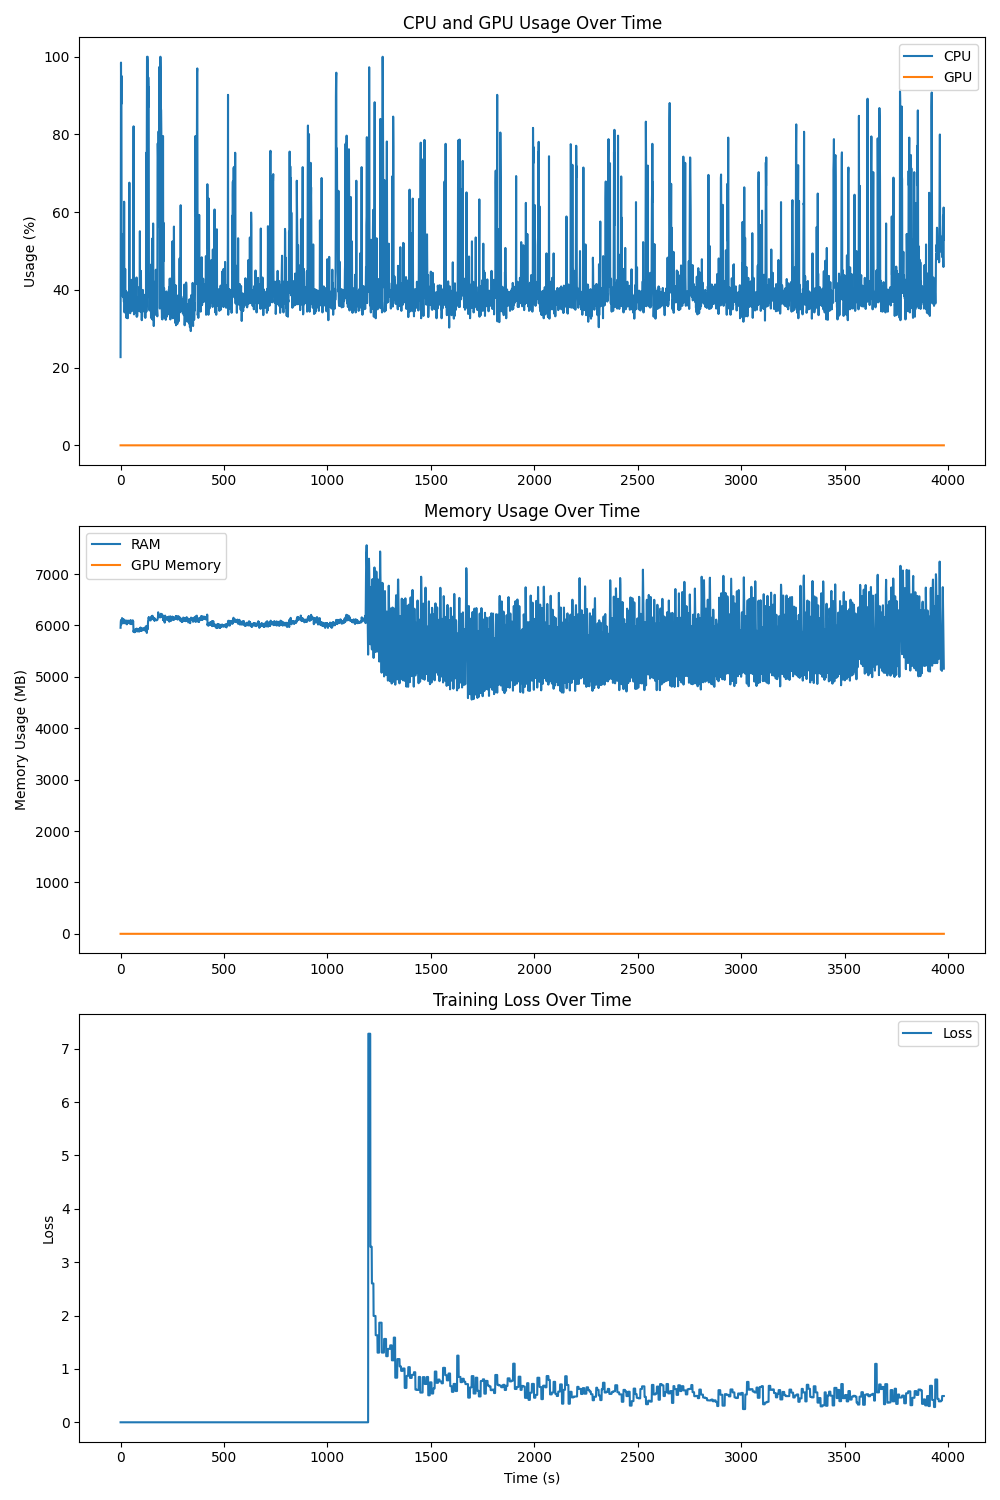 CPU and GPU Usage Over Time
Usage (%)
100
80
60
40
20
0
CPU
GPU
0 500 1000 1500 2000 2500 3000 3500 4000
Memory Usage Over Time
Memory Usage (MB)
7000
6000
5000
4000
3000
2000
1000
0
RAM
GPU Memory
0 500 1000 1500 2000 2500 3000 3500 4000
Training Loss Over Time
Loss
7
6
5
4
3
2
1
0
Loss
0 500 1000 1500 2000 2500 3000 3500 4000
Time (s)